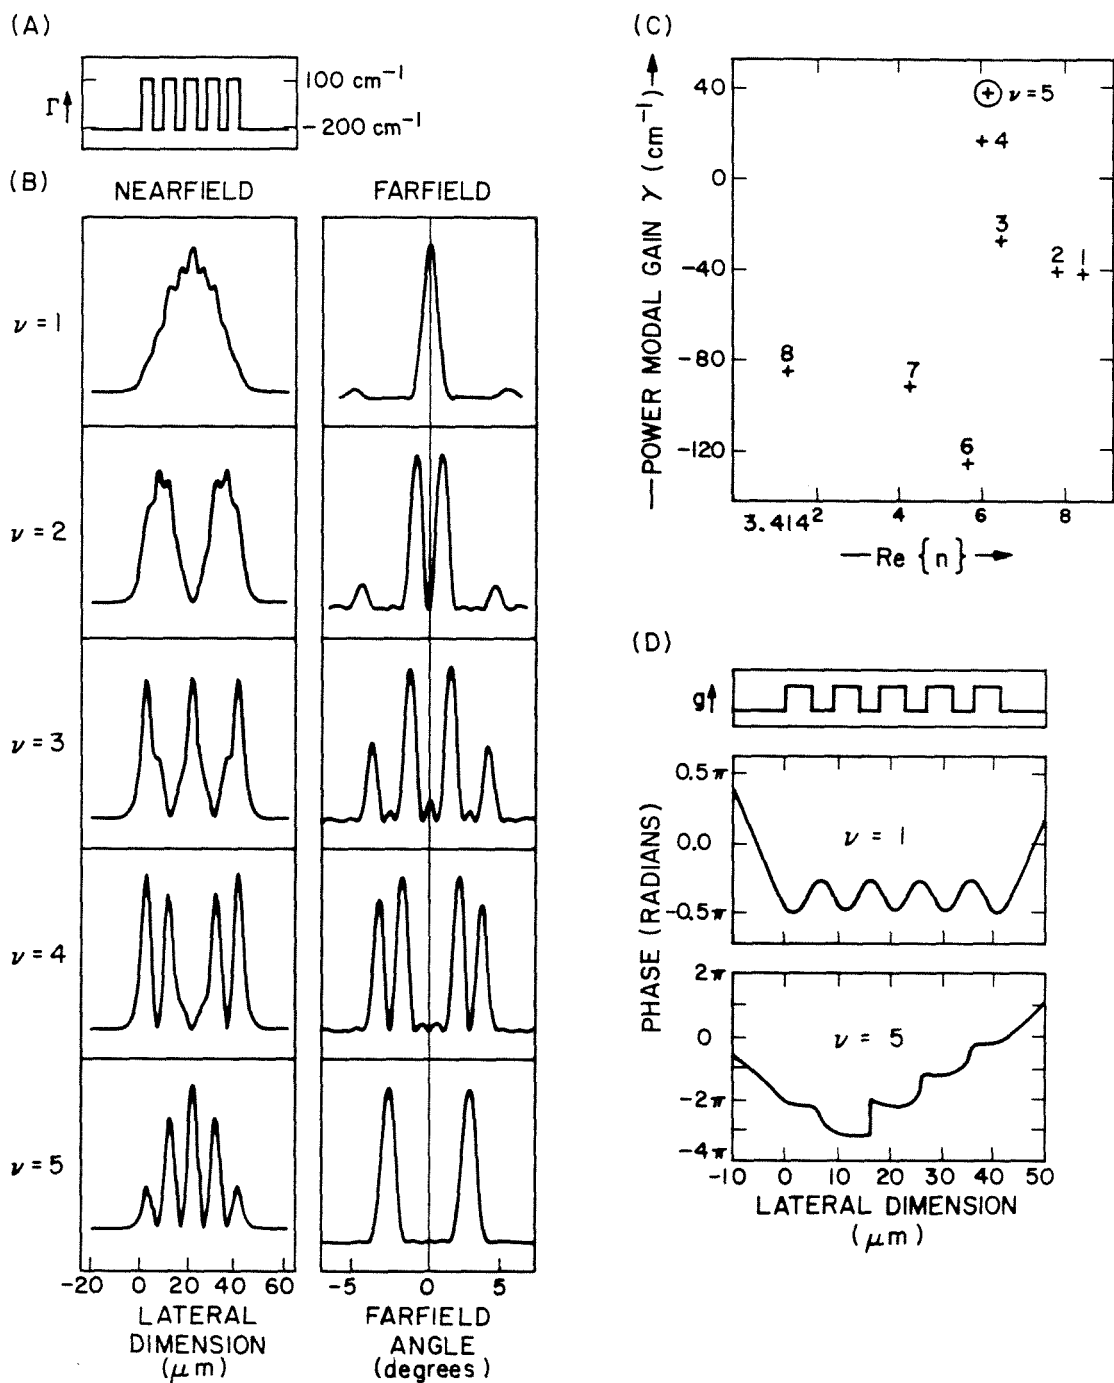 (A)
Γ↑
100 cm⁻¹
-200 cm⁻¹
(B)
NEARFIELD
FARFIELD
ν = 1
ν = 2
ν = 3
ν = 4
ν = 5
-20 0 20 40 60
LATERAL
DIMENSION
(μm)
-5 0 5
FARFIELD
ANGLE
(degrees)
(C)
POWER MODAL GAIN γ (cm⁻¹)
40
0
-40
-80
-120
ν = 5
4
3
2 1
8
7
6
3.414² 4 6 8
Re {n}
(D)
g↑
PHASE (RADIANS)
0.5π
0.0
-0.5π
ν = 1
2π
0
-2π
-4π
ν = 5
-10 0 10 20 30 40 50
LATERAL DIMENSION
(μm)